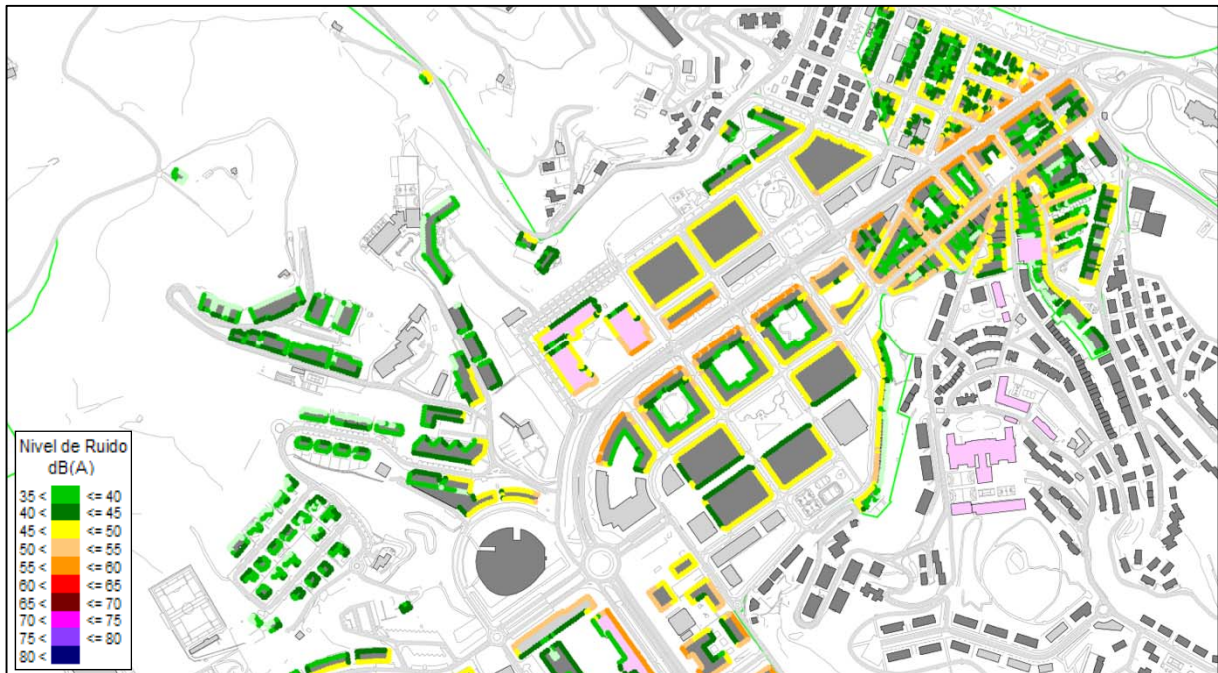 Nivel de Ruido
dB(A)
35 < <= 40
40 < <= 45
45 < <= 50
50 < <= 55
55 < <= 60
60 < <= 65
65 < <= 70
70 < <= 75
75 < <= 80
80 <